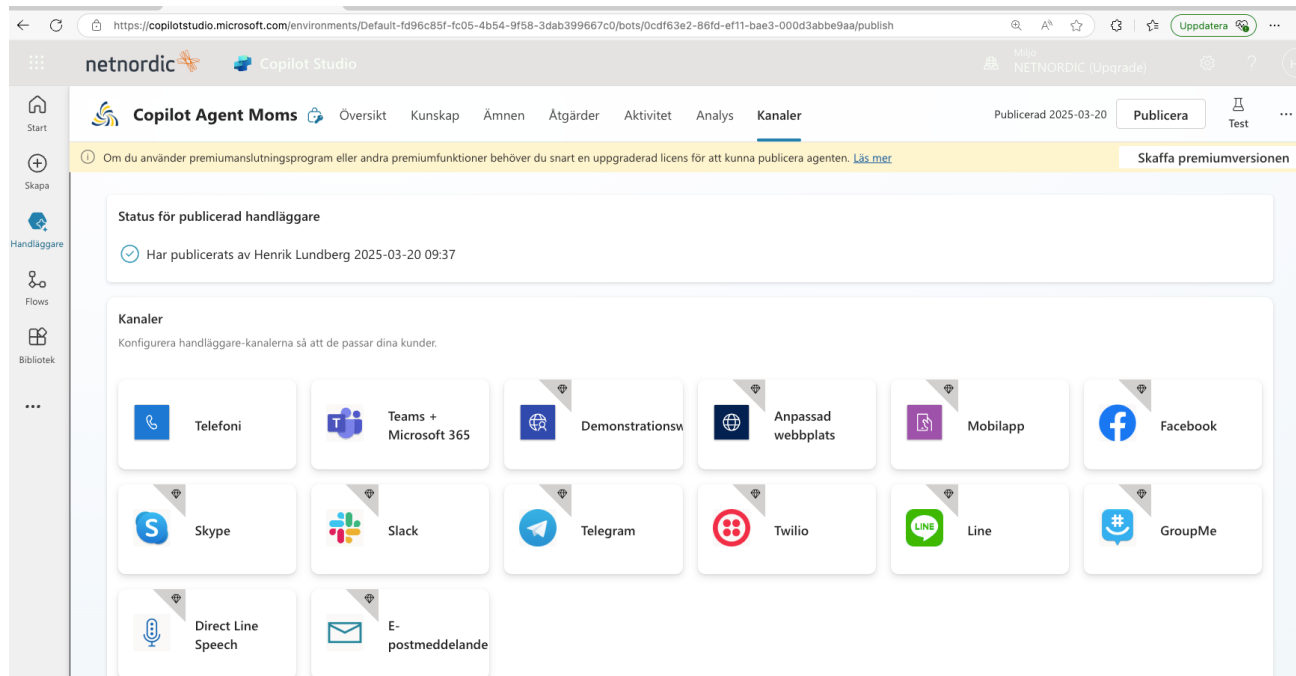 https://copilotstudio.microsoft.com/environments/Default-fd96c85f-fc05-4b54-9f58-3dab399667c0/bots/0cdf63e2-86fd-ef11-bae3-000d3abbe9aa/publish
Uppdatera
netnordic
Copilot Studio
Miljö
NETNORDIC (Upgrade)
Start
Skapa
Handläggare
Flows
Bibliotek
Copilot Agent Moms
Översikt
Kunskap
Ämnen
Åtgärder
Aktivitet
Analys
Kanaler
Publicerad 2025-03-20
Publicera
Test
Om du använder premiumanslutningsprogram eller andra premiumfunktioner behöver du snart en uppgraderad licens för att kunna publicera agenten. Läs mer
Skaffa premiumversionen
Status för publicerad handläggare
Har publicerats av Henrik Lundberg 2025-03-20 09:37
Kanaler
Konfigurera handläggare-kanalerna så att de passar dina kunder.
Telefoni
Teams +
Microsoft 365
Demonstrationsw
Anpassad
webbplats
Mobilapp
Facebook
Skype
Slack
Telegram
Twilio
LINE
Line
GroupMe
Direct Line
Speech
E-
postmeddelande